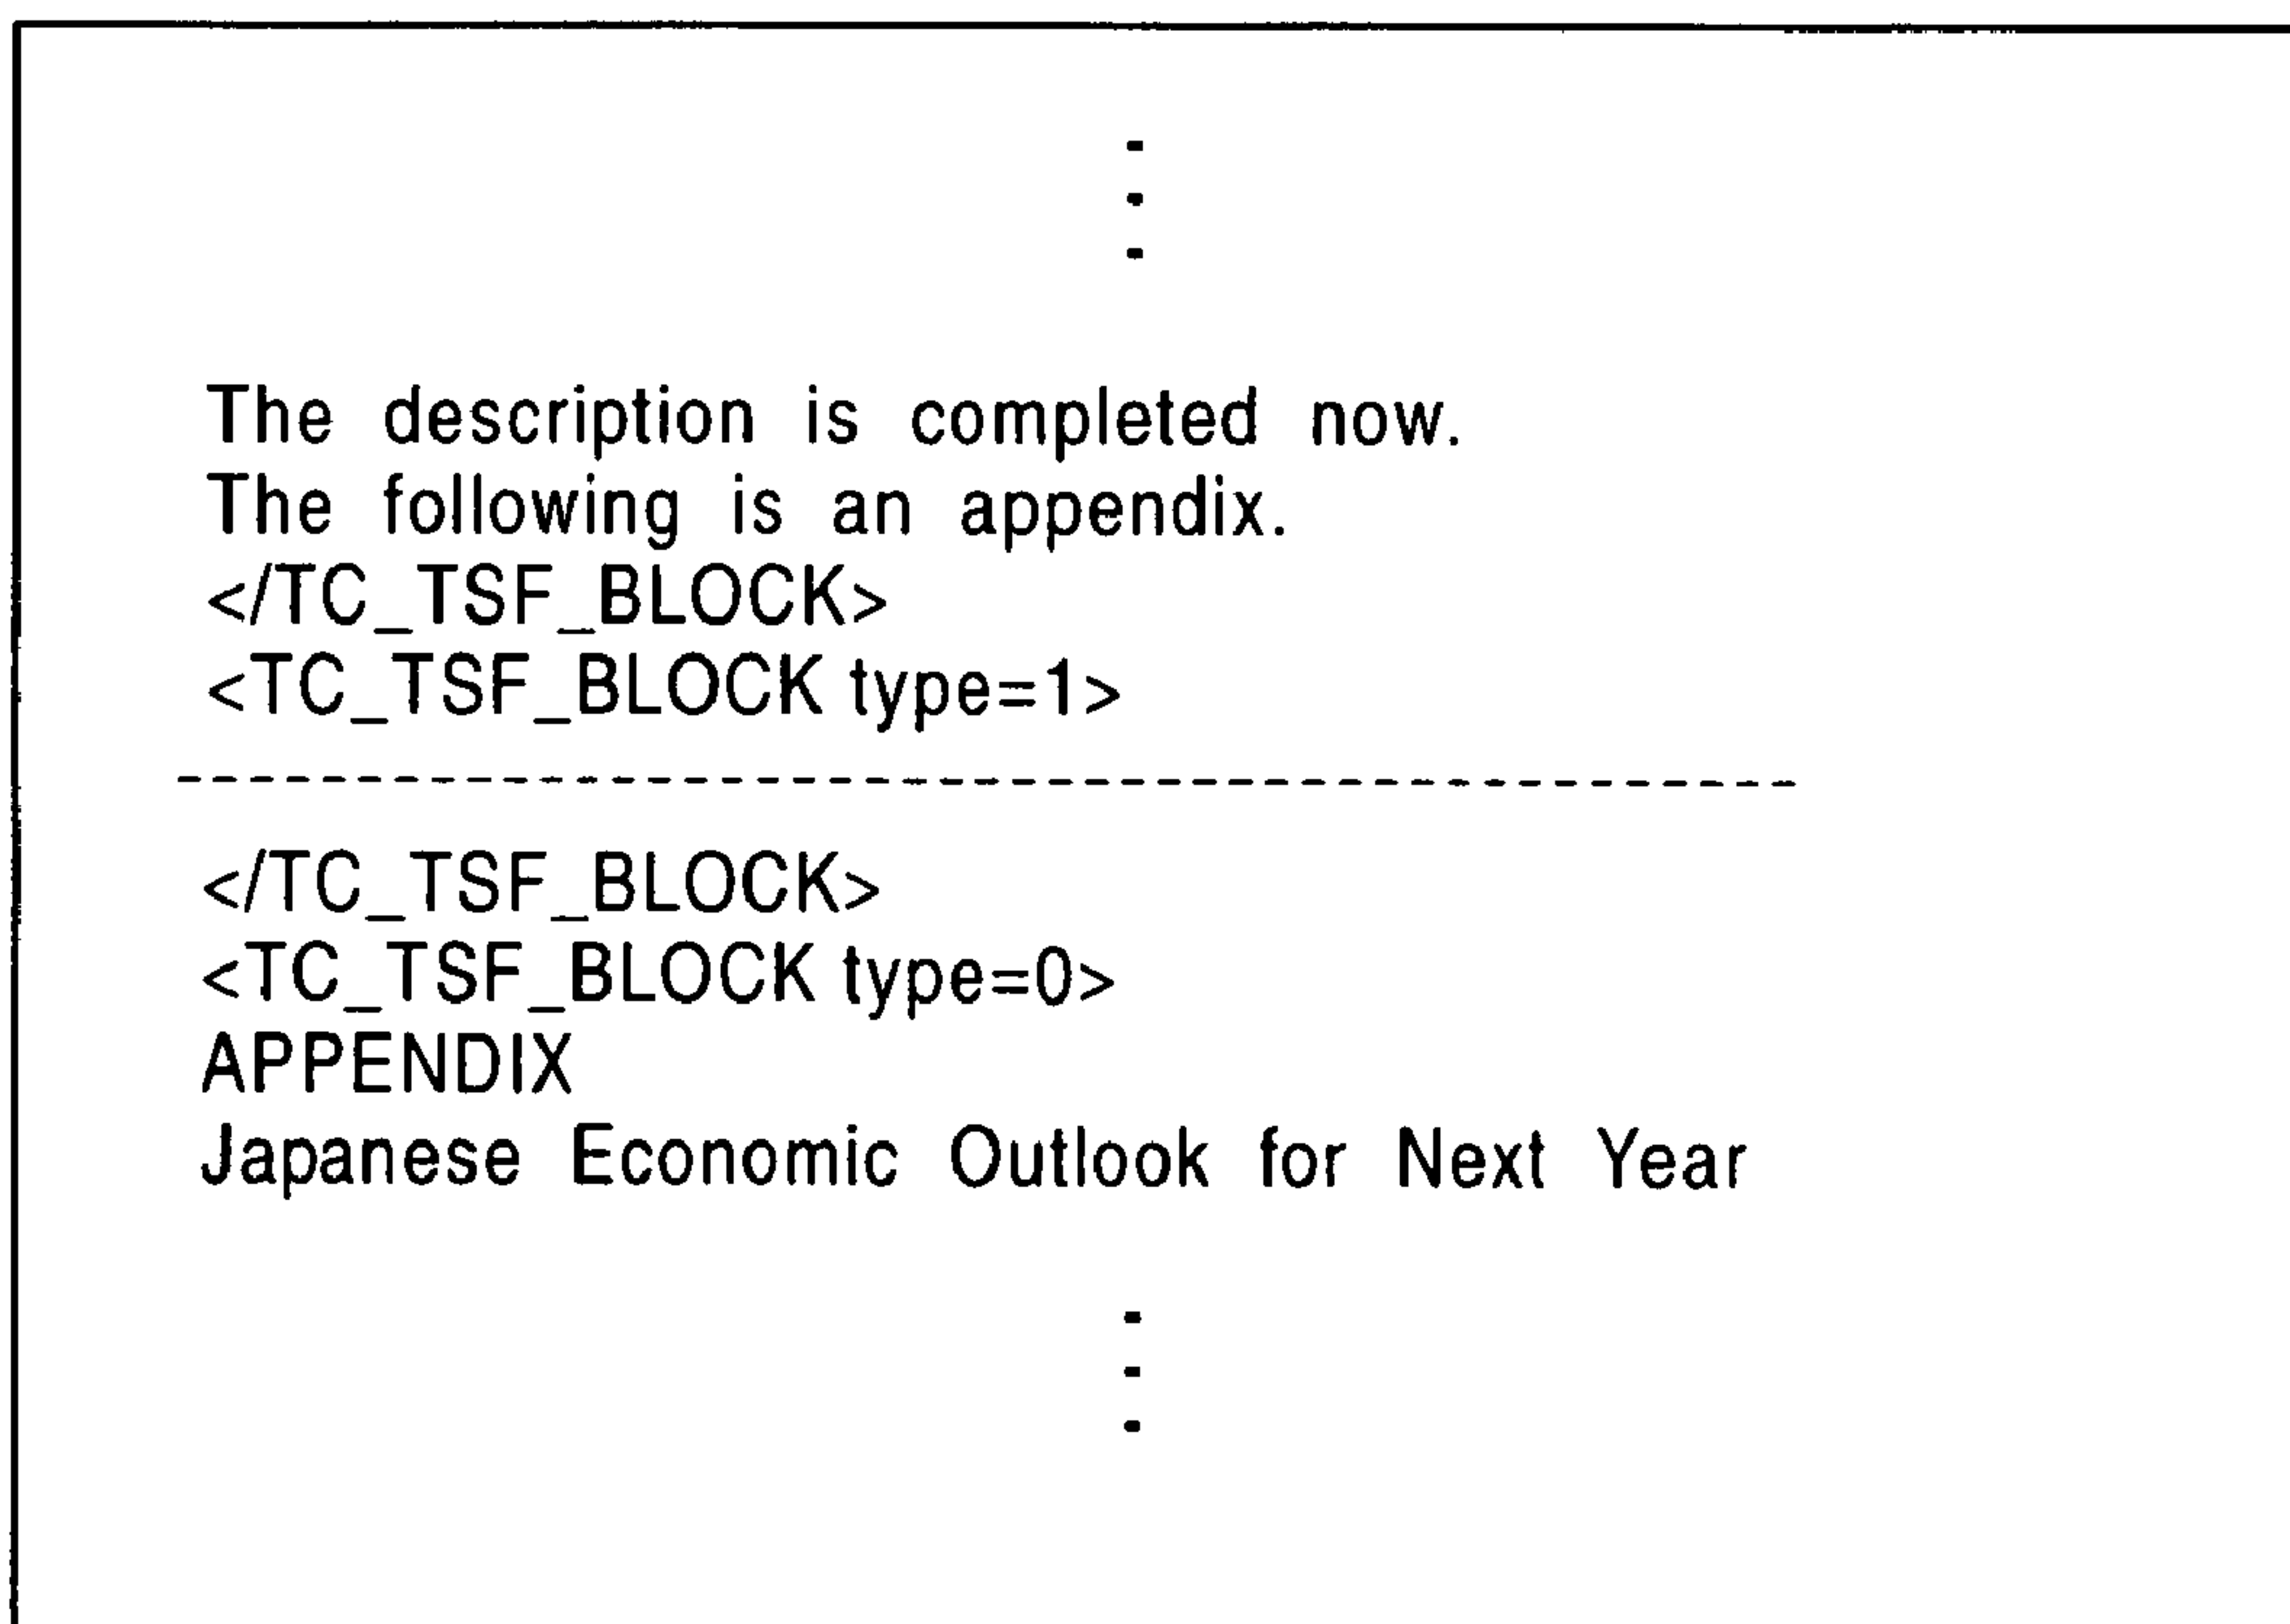 The description is completed now.
The following is an appendix.
</TC_TSF_BLOCK>
<TC_TSF_BLOCK type=1>
---------------------------------------------
</TC_TSF_BLOCK>
<TC_TSF_BLOCK type=0>
APPENDIX
Japanese Economic Outlook for Next Year